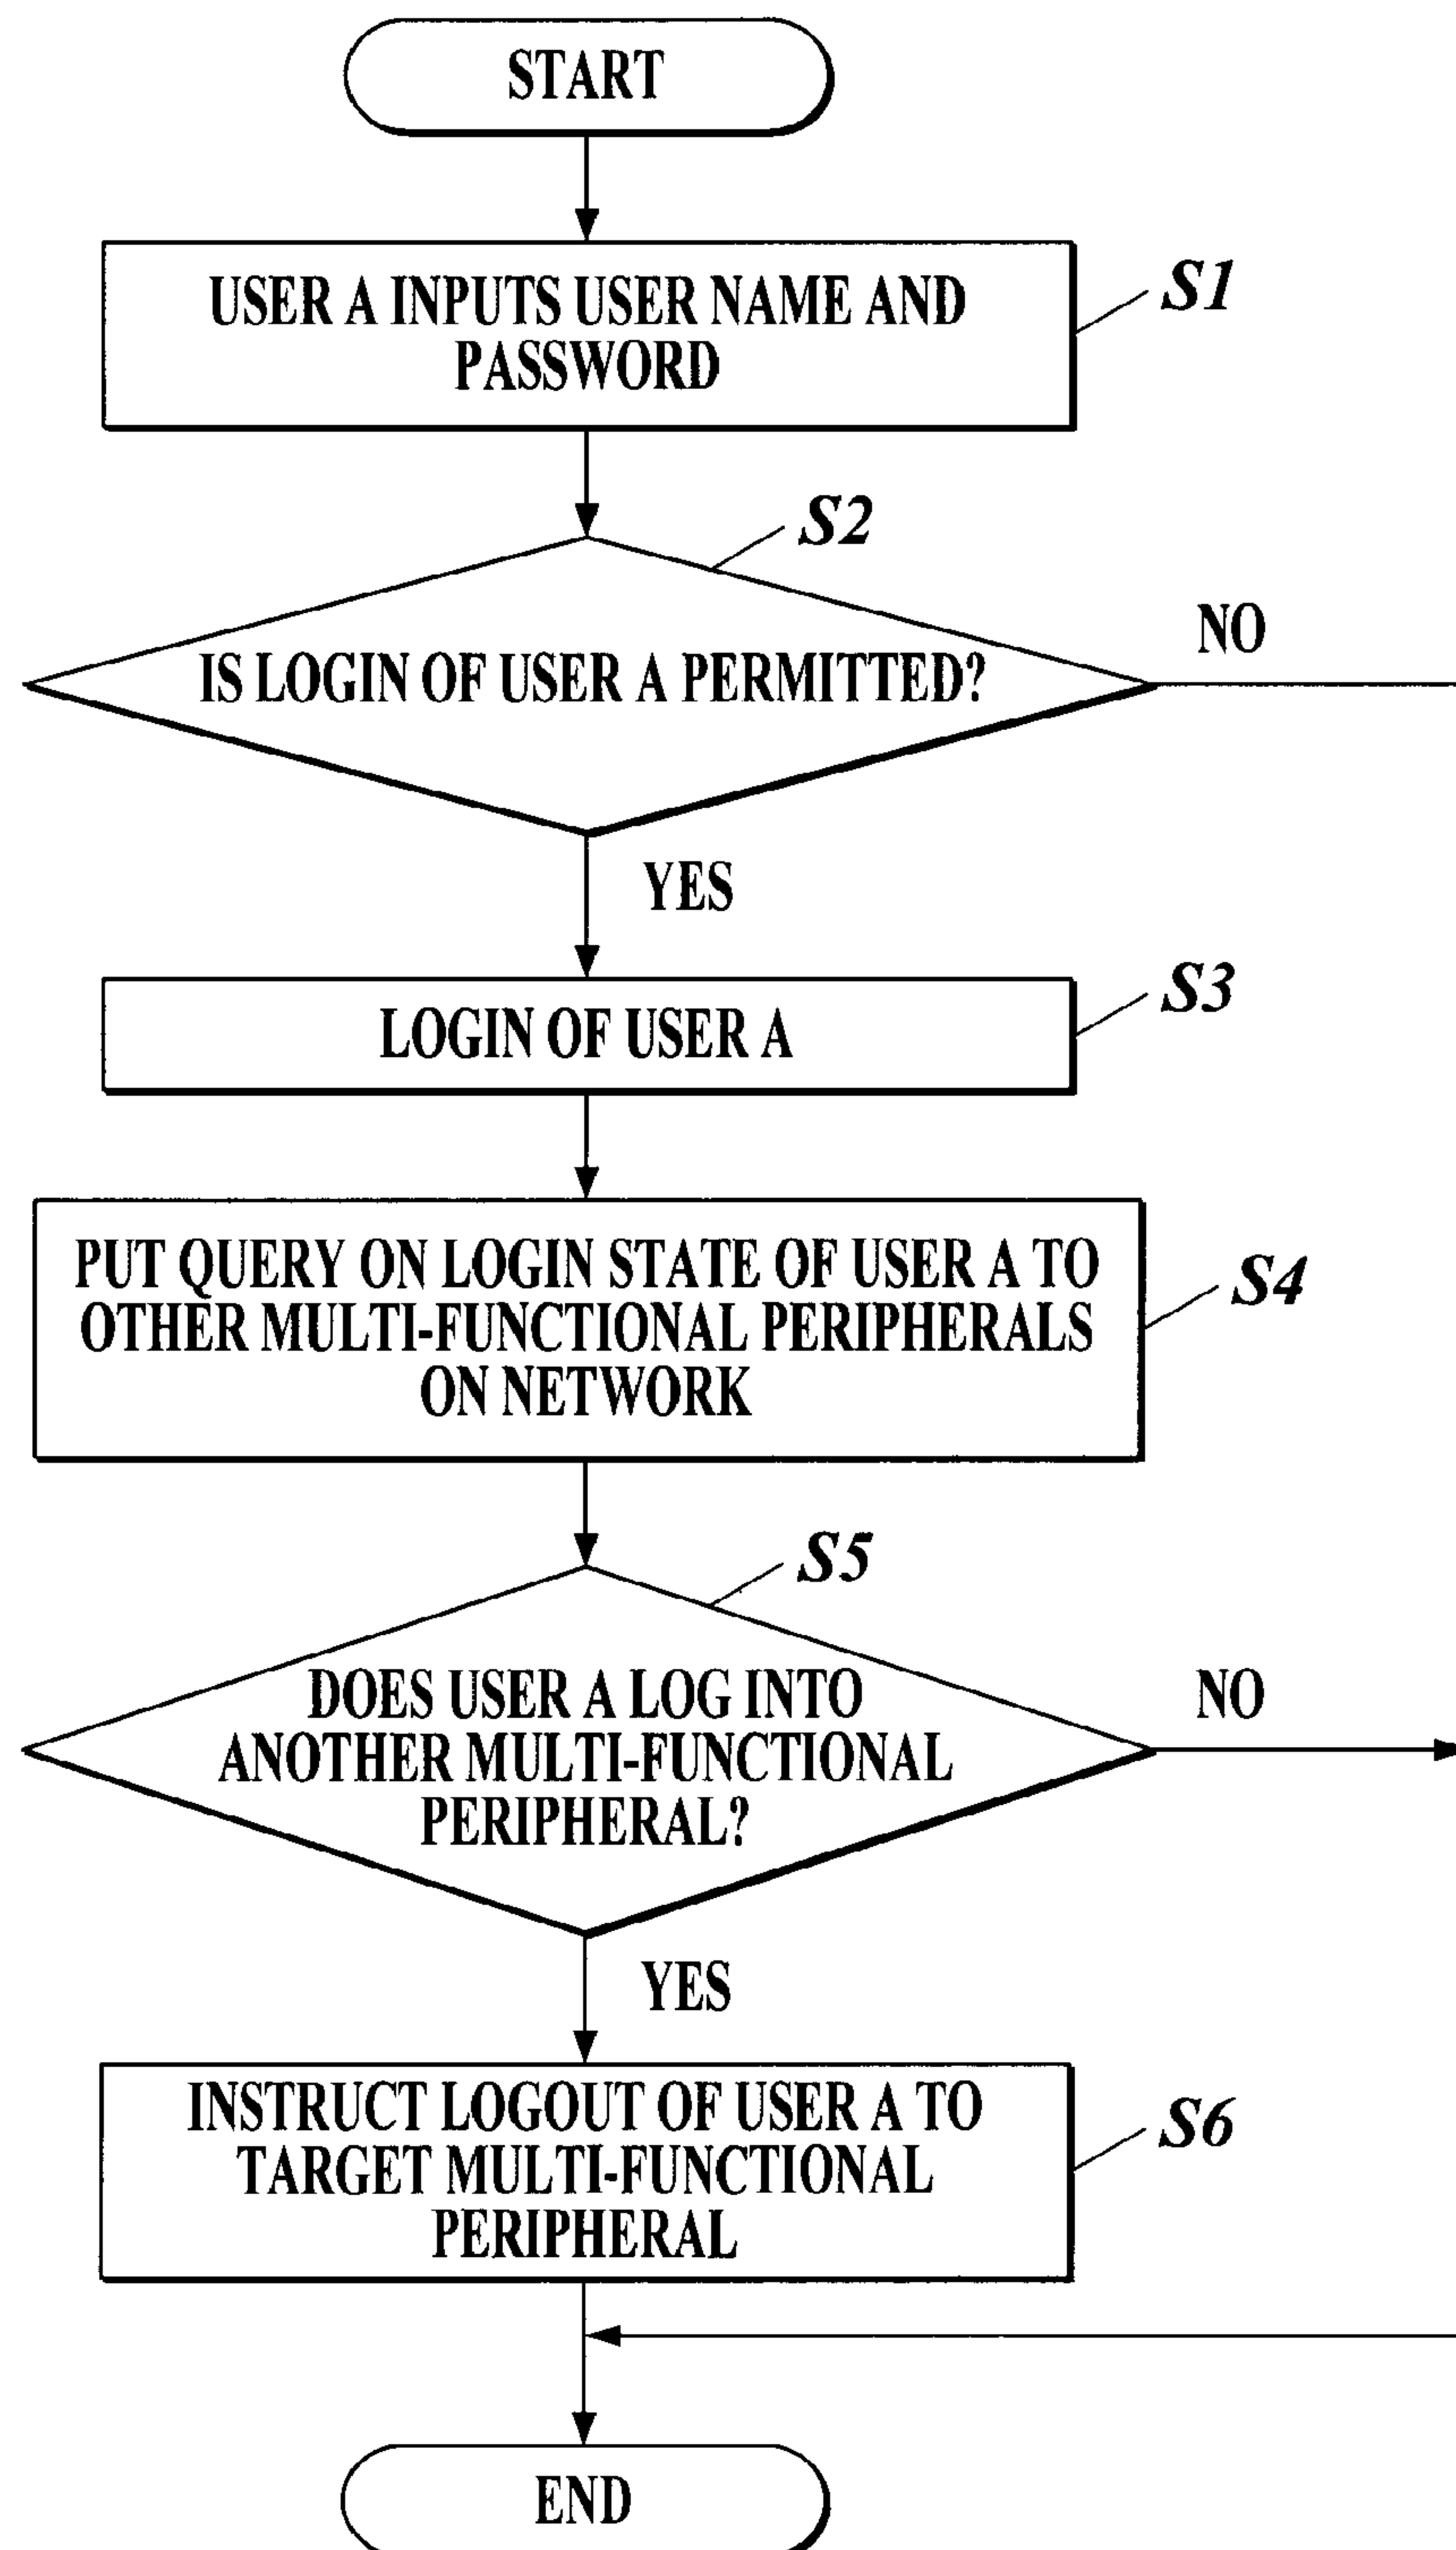 START
USER A INPUTS USER NAME AND
PASSWORD
S1
S2
IS LOGIN OF USER A PERMITTED?
NO
YES
LOGIN OF USER A
S3
PUT QUERY ON LOGIN STATE OF USER A TO
OTHER MULTI-FUNCTIONAL PERIPHERALS
ON NETWORK
S4
S5
DOES USER A LOG INTO
ANOTHER MULTI-FUNCTIONAL
PERIPHERAL?
NO
YES
INSTRUCT LOGOUT OF USER A TO
TARGET MULTI-FUNCTIONAL
PERIPHERAL
S6
END